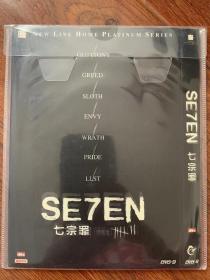 NEW LINE HOME PLATINUM SERIES
GLUTTONY
GREED
SLOTH
ENVY
WRATH
PRIDE
LUST
SE7EN
七宗罪
SE7EN
七宗罪
dts
DVD-9